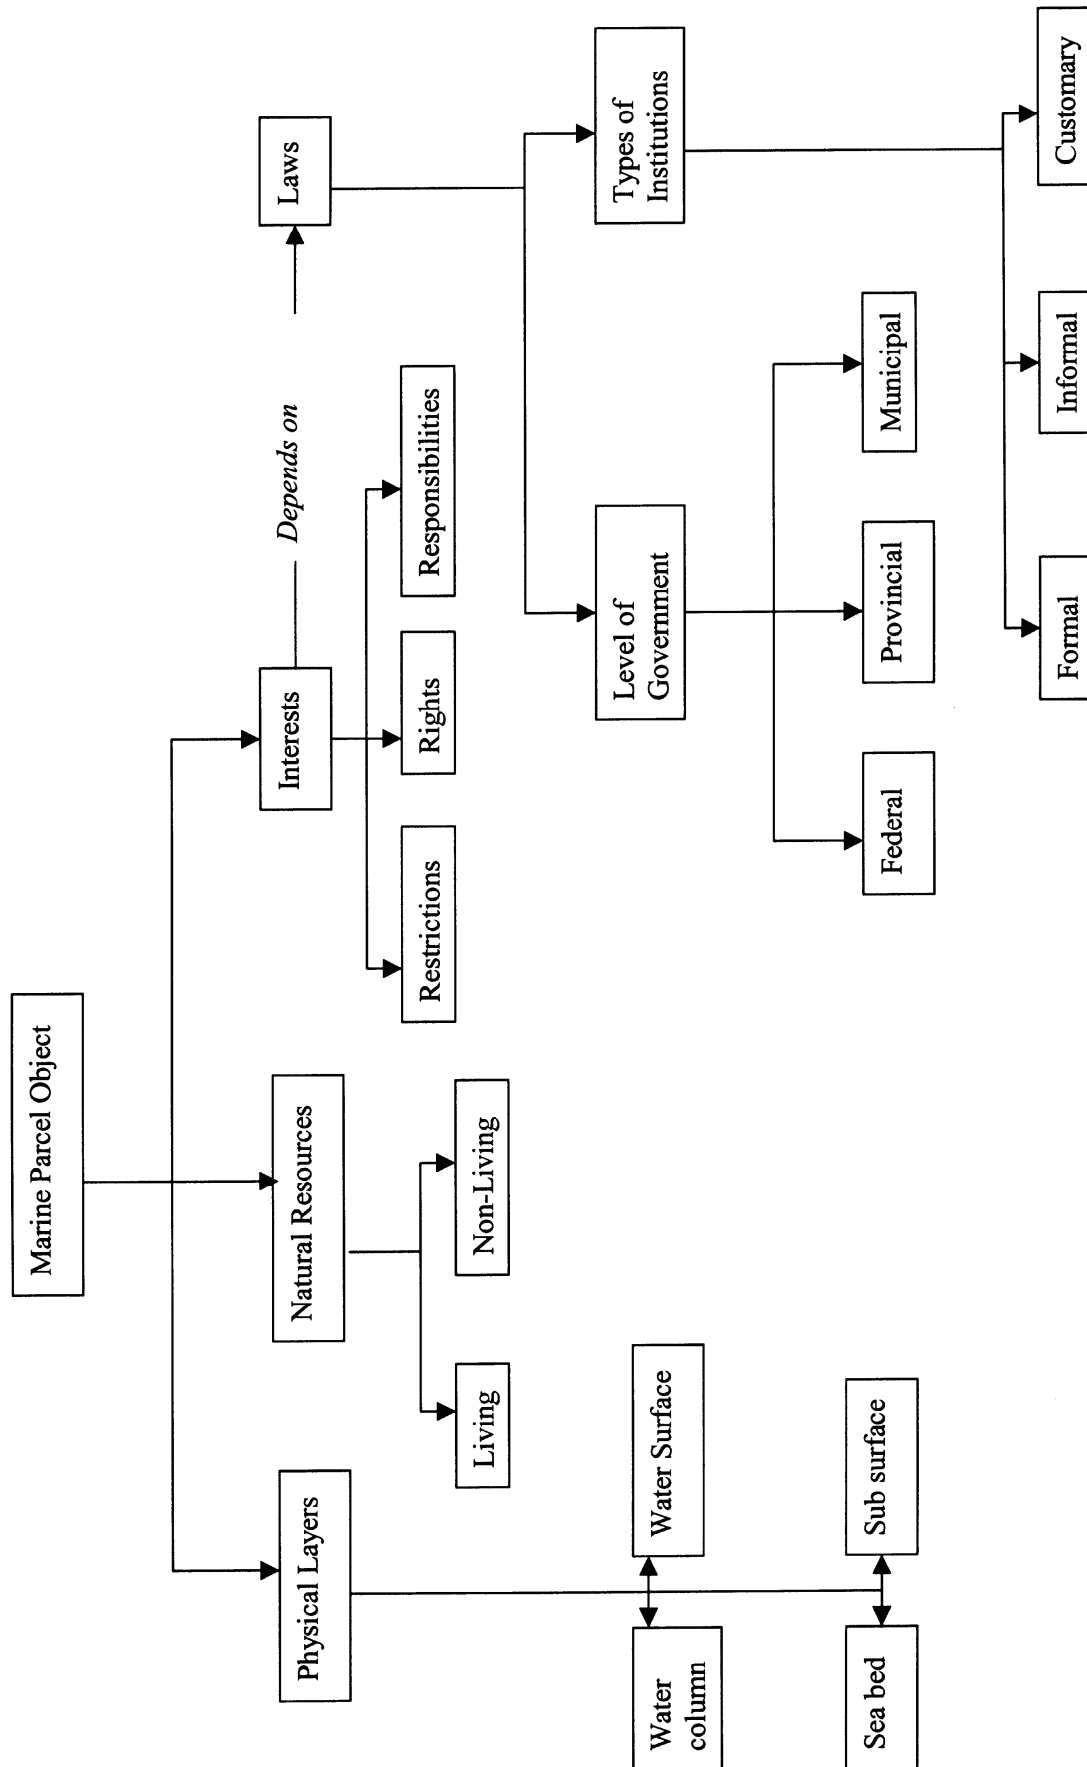 Marine Parcel Object
Physical Layers
Natural Resources
Interests
Depends on
Laws
Living
Non-Living
Restrictions
Rights
Responsibilities
Water
column
Water Surface
Sea bed
Sub surface
Level of
Government
Types of
Institutions
Federal
Provincial
Municipal
Formal
Informal
Customary